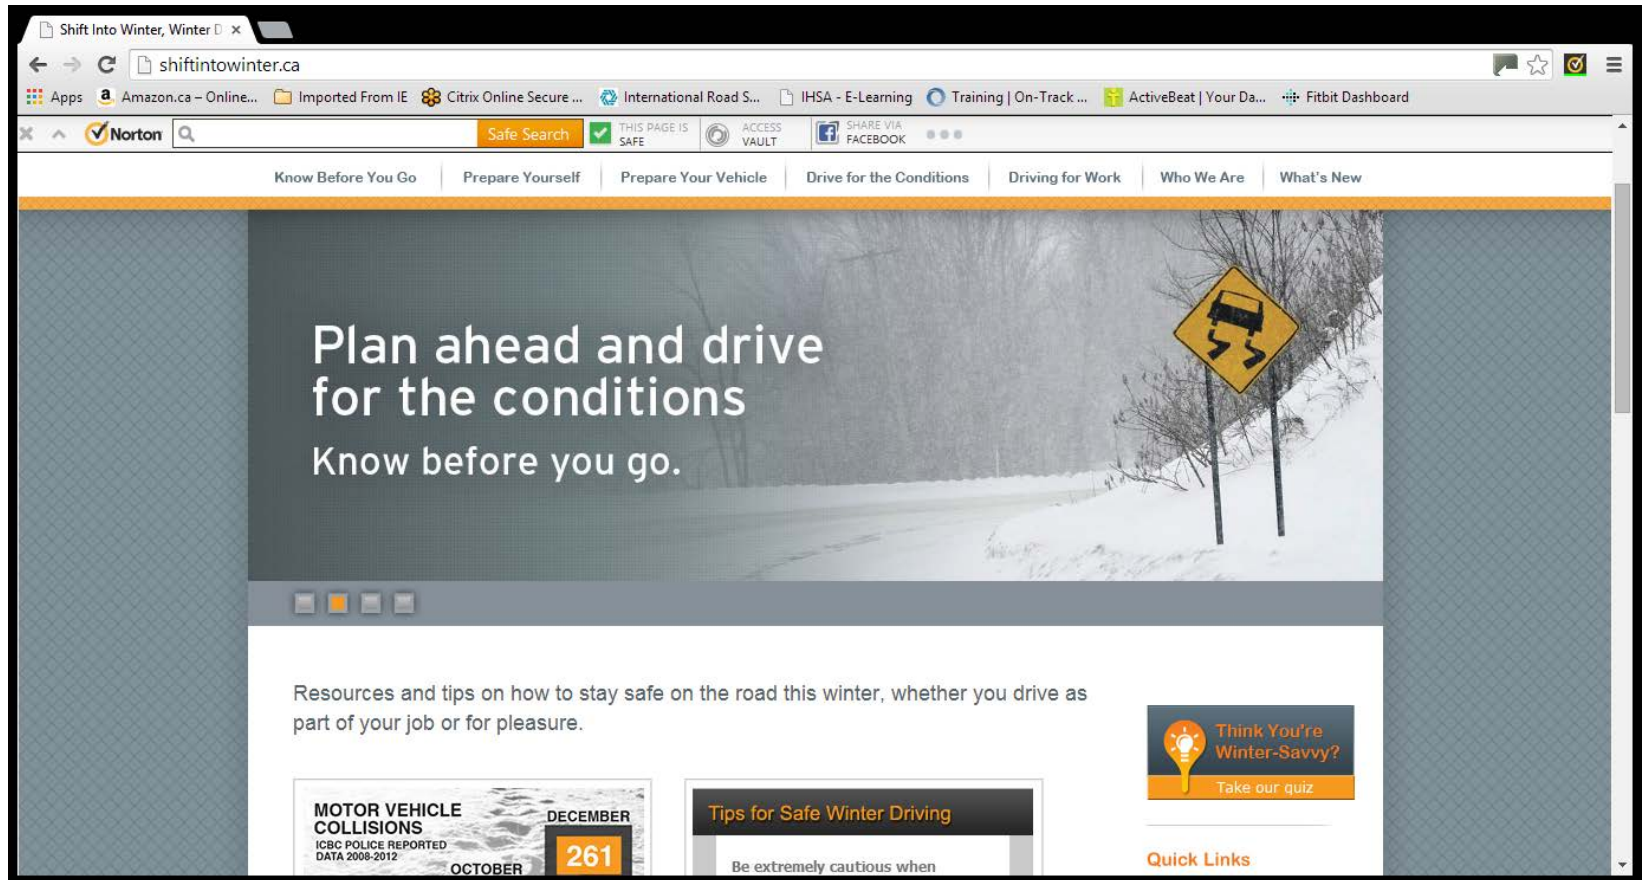 Shift Into Winter, Winter D
shiftintowinter.ca
Apps
Amazon.ca – Online...
Imported From IE
Citrix Online Secure ...
International Road S...
IHSA - E-Learning
Training | On-Track ...
ActiveBeat | Your Da...
Fitbit Dashboard
Norton
Safe Search
THIS PAGE IS
SAFE
ACCESS
VAULT
SHARE VIA
FACEBOOK
Know Before You Go
Prepare Yourself
Prepare Your Vehicle
Drive for the Conditions
Driving for Work
Who We Are
What's New
Plan ahead and drive
for the conditions
Know before you go.
Resources and tips on how to stay safe on the road this winter, whether you drive as
part of your job or for pleasure.
MOTOR VEHICLE
COLLISIONS
ICBC POLICE REPORTED
DATA 2008-2012
OCTOBER
DECEMBER
261
Tips for Safe Winter Driving
Be extremely cautious when
Think You're
Winter-Savvy?
Take our quiz
Quick Links